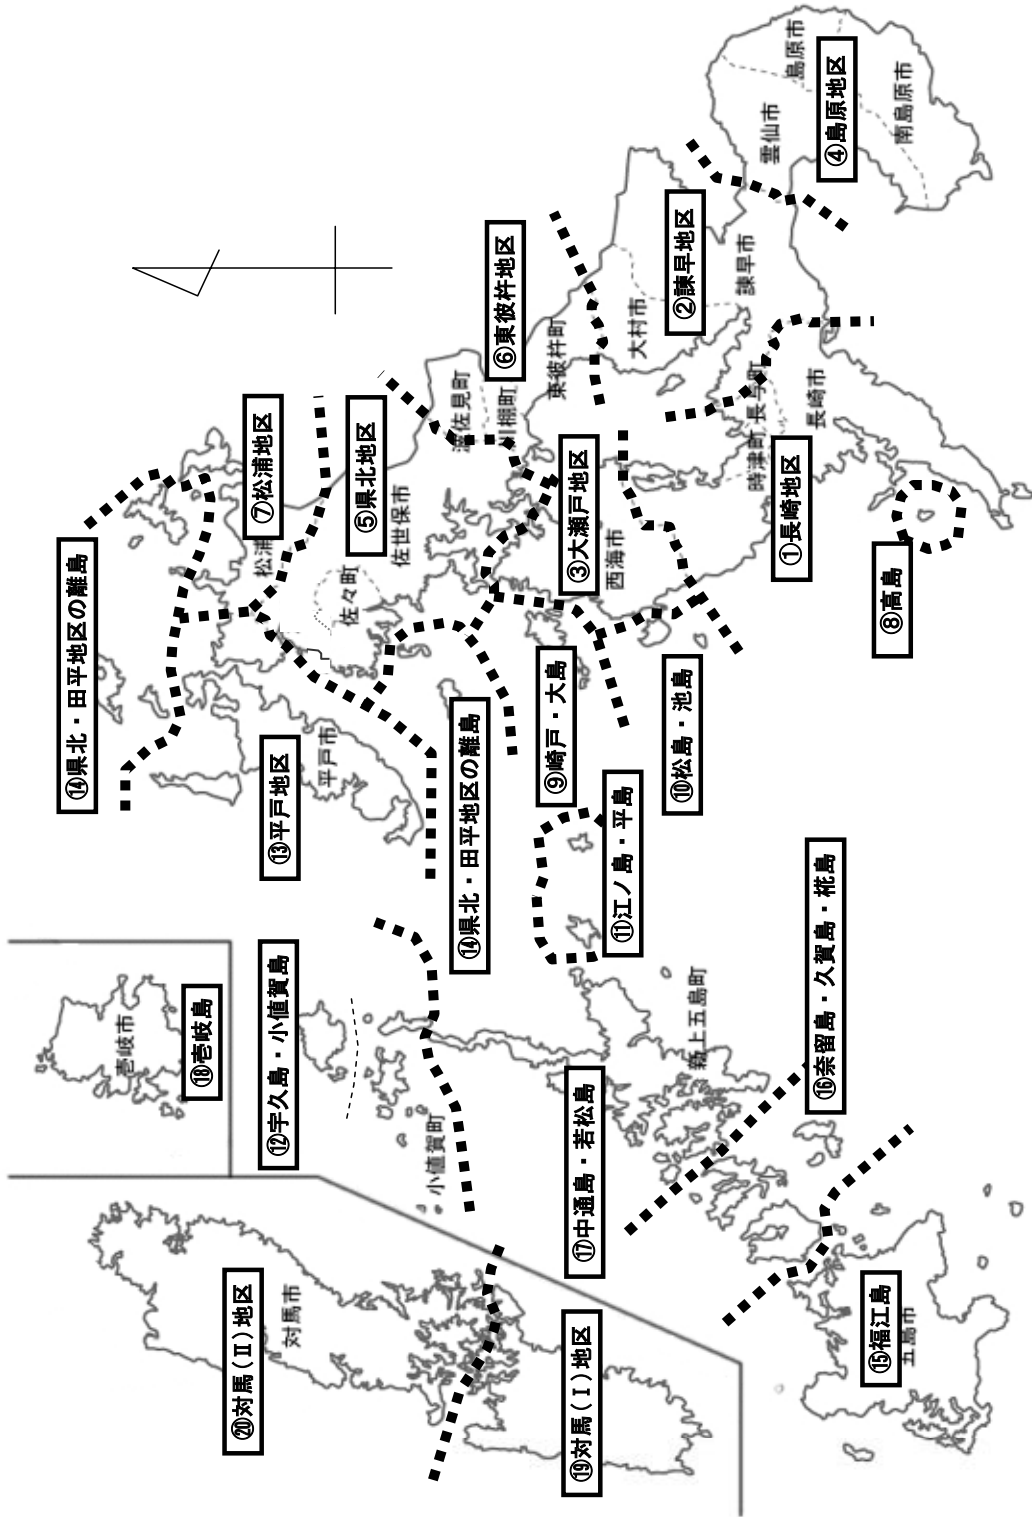 ⑭県北・田平地区の離島
⑦松浦地区
⑤県北地区
⑥東彼杵地区
②諫早地区
④島原地区
③大瀬戸地区
①長崎地区
⑧高島
⑬平戸地区
⑭県北・田平地区の離島
⑨崎戸・大島
⑩松島・池島
⑪江ノ島・平島
⑱壱岐島
⑫宇久島・小値賀島
⑰中通島・若松島
⑯奈留島・久賀島・椛島
⑳対馬(Ⅱ)地区
⑲対馬(Ⅰ)地区
⑮福江島
松浦
佐々町
佐世保市
波佐見町
川棚町
東彼杵町
大村市
諫早市
雲仙市
島原市
南島原市
西海市
時津町
長与町
長崎市
平戸市
壱岐市
小値賀町
新上五島町
対馬市
五島市